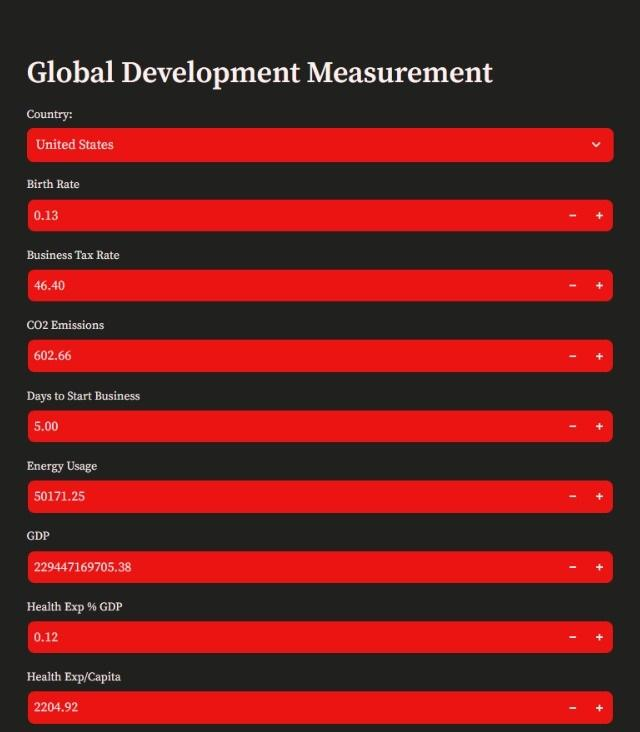 Global Development Measurement
Country:
United States
Birth Rate
0.13
Business Tax Rate
46.40
CO2 Emissions
602.66
Days to Start Business
5.00
Energy Usage
50171.25
GDP
229447169705.38
Health Exp % GDP
0.12
Health Exp/Capita
2204.92